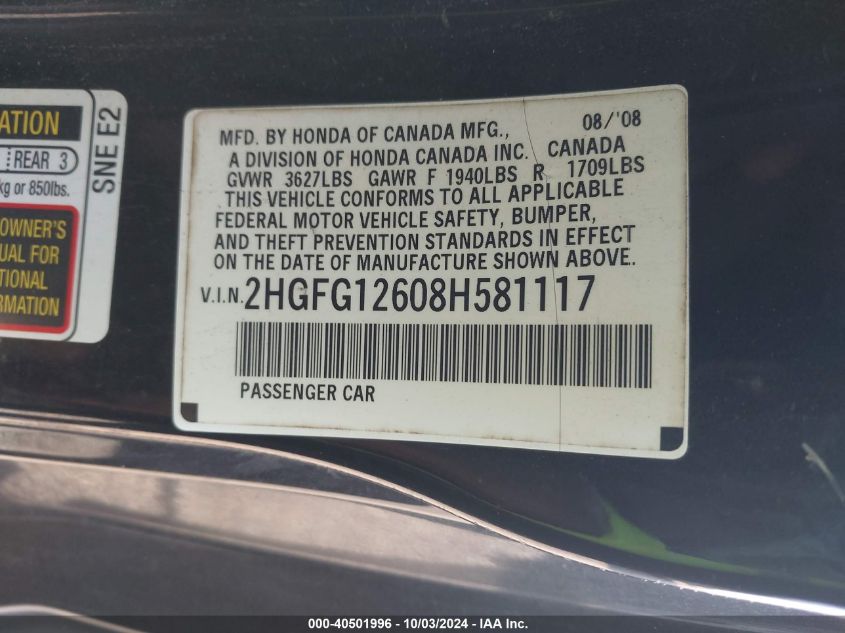 ATION
REAR 3
kg or 850lbs.
OWNER'S
UAL FOR
TIONAL
RMATION
SNE E2
08/'08
MFD. BY HONDA OF CANADA MFG.,
A DIVISION OF HONDA CANADA INC. CANADA
GVWR 3627LBS GAWR F 1940LBS R 1709LBS
THIS VEHICLE CONFORMS TO ALL APPLICABLE
FEDERAL MOTOR VEHICLE SAFETY, BUMPER,
AND THEFT PREVENTION STANDARDS IN EFFECT
ON THE DATE OF MANUFACTURE SHOWN ABOVE.
V.I.N. 2HGFG12608H581117
PASSENGER CAR
000-40501996 - 10/03/2024 - IAA Inc.